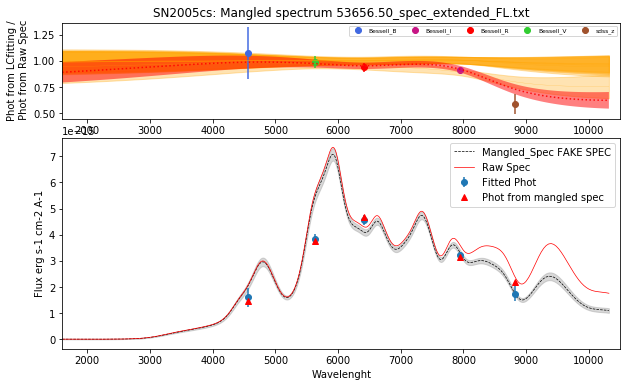 SN2005cs: Mangled spectrum 53656.50_spec_extended_FL.txt
Phot from LCfitting /
Phot from Raw Spec
1.25
1.00
0.75
0.50
Bessell_B
Bessell_I
Bessell_R
Bessell_V
sdss_z
2000 3000 4000 5000 6000 7000 8000 9000 10000
1e−15
Flux erg s-1 cm-2 A-1
7
6
5
4
3
2
1
0
Mangled_Spec FAKE SPEC
Raw Spec
Fitted Phot
Phot from mangled spec
2000 3000 4000 5000 6000 7000 8000 9000 10000
Wavelenght